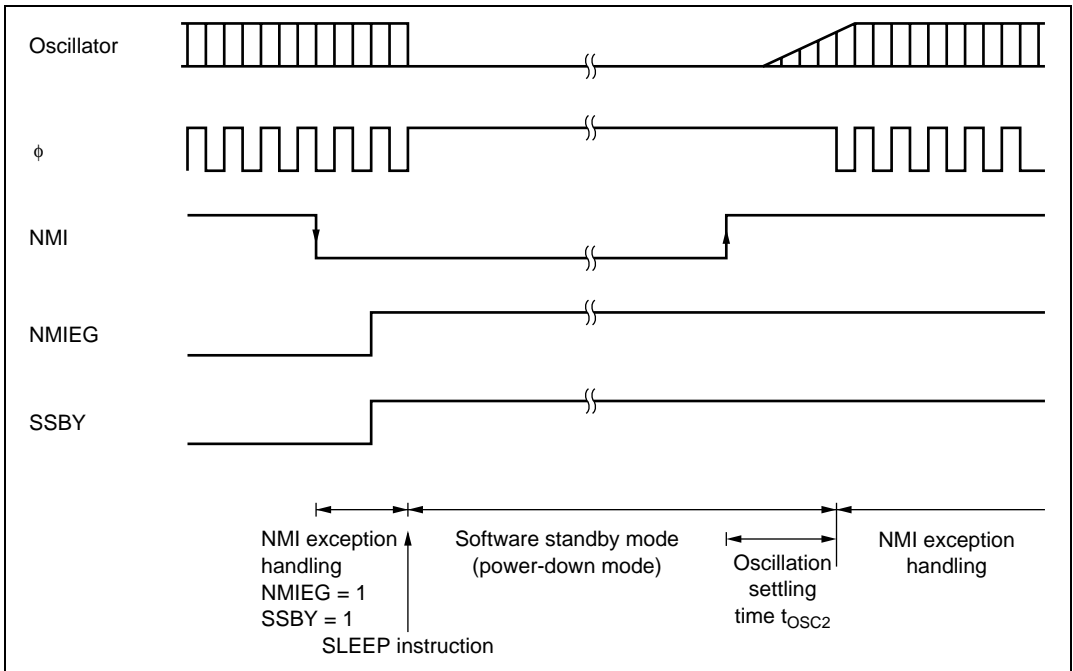 Oscillator
φ
NMI
NMIEG
SSBY
NMI exception
handling
NMIEG = 1
SSBY = 1
SLEEP instruction
Software standby mode
(power-down mode)
Oscillation
settling
time tOSC2
NMI exception
handling